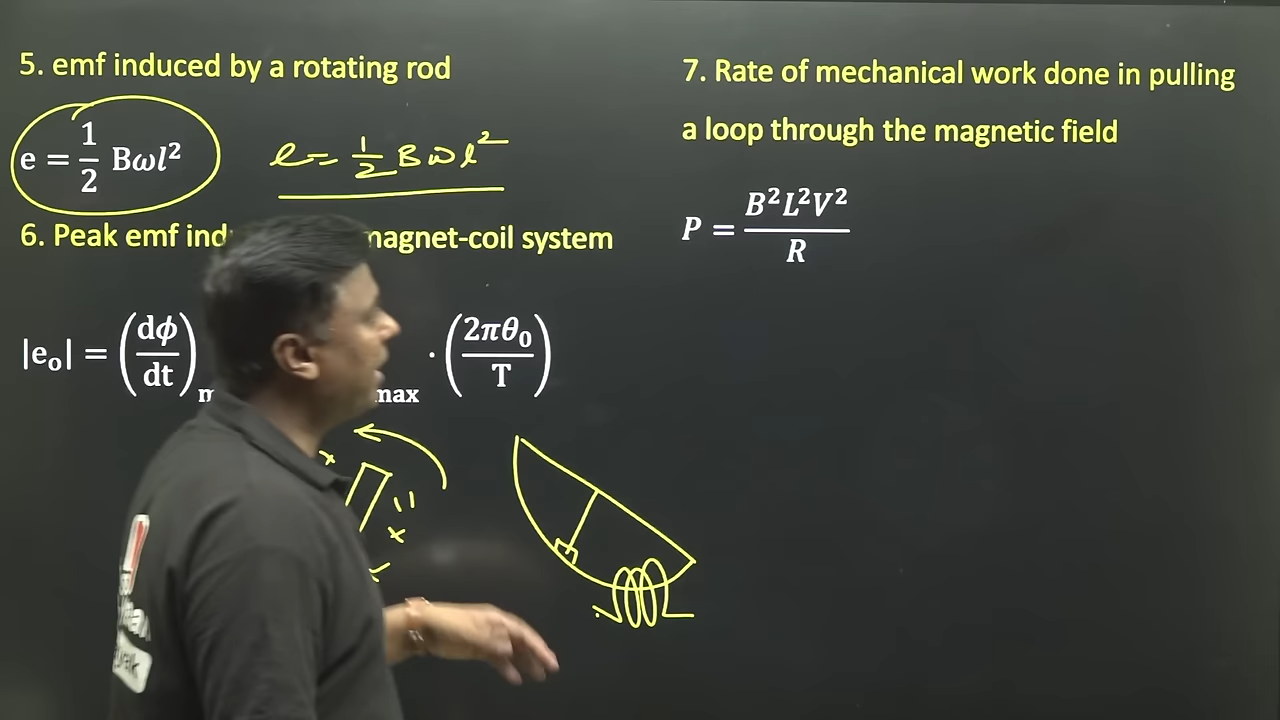 5. emf induced by a rotating rod
e = 1/2 Bωl²
e = 1/2 Bωl²
6. Peak emf ind magnet-coil system
|e₀| = (dϕ/dt) max · (2πθ₀/T)
7. Rate of mechanical work done in pulling
a loop through the magnetic field
P = B²L²V²/R